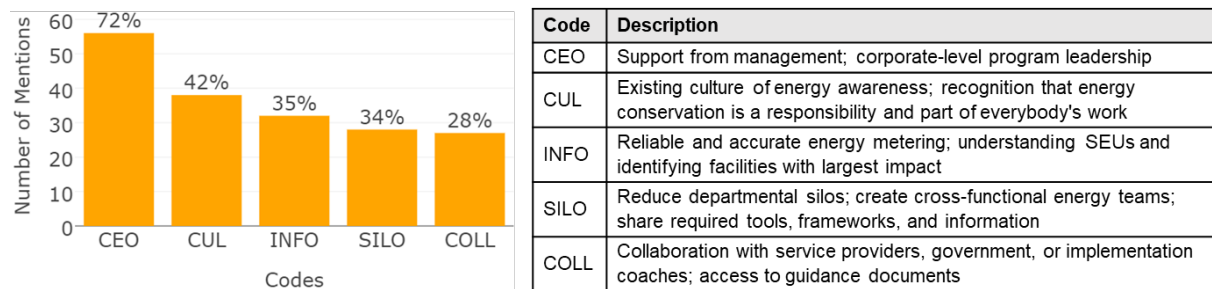 60
50
40
30
20
10
0
Number of Mentions
72%
42%
35%
34%
28%
CEO CUL INFO SILO COLL
Codes
Code Description
CEO Support from management; corporate-level program leadership
CUL Existing culture of energy awareness; recognition that energy
conservation is a responsibility and part of everybody's work
INFO Reliable and accurate energy metering; understanding SEUs and
identifying facilities with largest impact
SILO Reduce departmental silos; create cross-functional energy teams;
share required tools, frameworks, and information
COLL Collaboration with service providers, government, or implementation
coaches; access to guidance documents